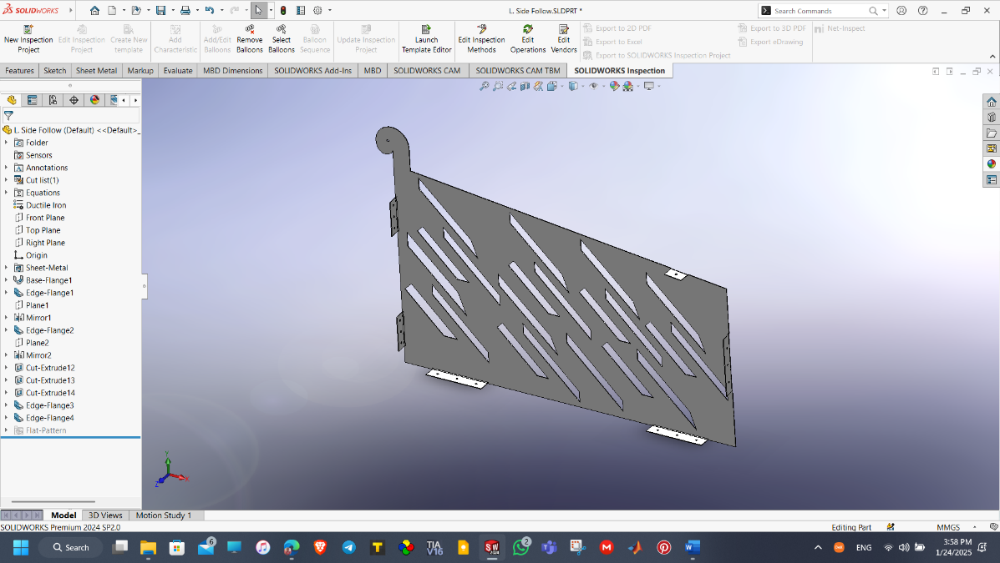 SOLIDWORKS
L. Side Follow.SLDPRT *
Search Commands
New Inspection Project
Edit Inspection Project
Create New template
Add Characteristic
Add/Edit Balloons
Remove Balloons
Select Balloons
Balloon Sequence
Update Inspection Project
Launch Template Editor
Edit Inspection Methods
Edit Operations
Edit Vendors
Export to 2D PDF
Export to Excel
Export to SOLIDWORKS Inspection Project
Export to 3D PDF
Export eDrawing
Net-Inspect
Features Sketch Sheet Metal Markup Evaluate MBD Dimensions SOLIDWORKS Add-Ins MBD SOLIDWORKS CAM SOLIDWORKS CAM TBM SOLIDWORKS Inspection
L. Side Follow (Default) <<Default>_
Folder
Sensors
Annotations
Cut list(1)
Equations
Ductile Iron
Front Plane
Top Plane
Right Plane
Origin
Sheet-Metal
Base-Flange1
Edge-Flange1
Plane1
Mirror1
Edge-Flange2
Plane2
Mirror2
Cut-Extrude12
Cut-Extrude13
Cut-Extrude14
Edge-Flange3
Edge-Flange4
Flat-Pattern
Y
X
Z
Model 3D Views Motion Study 1
SOLIDWORKS Premium 2024 SP2.0
Editing Part
MMGS
Search
6
TIA
V16
T
SW
2024
2
M
W
ENG
3:58 PM
1/24/2025